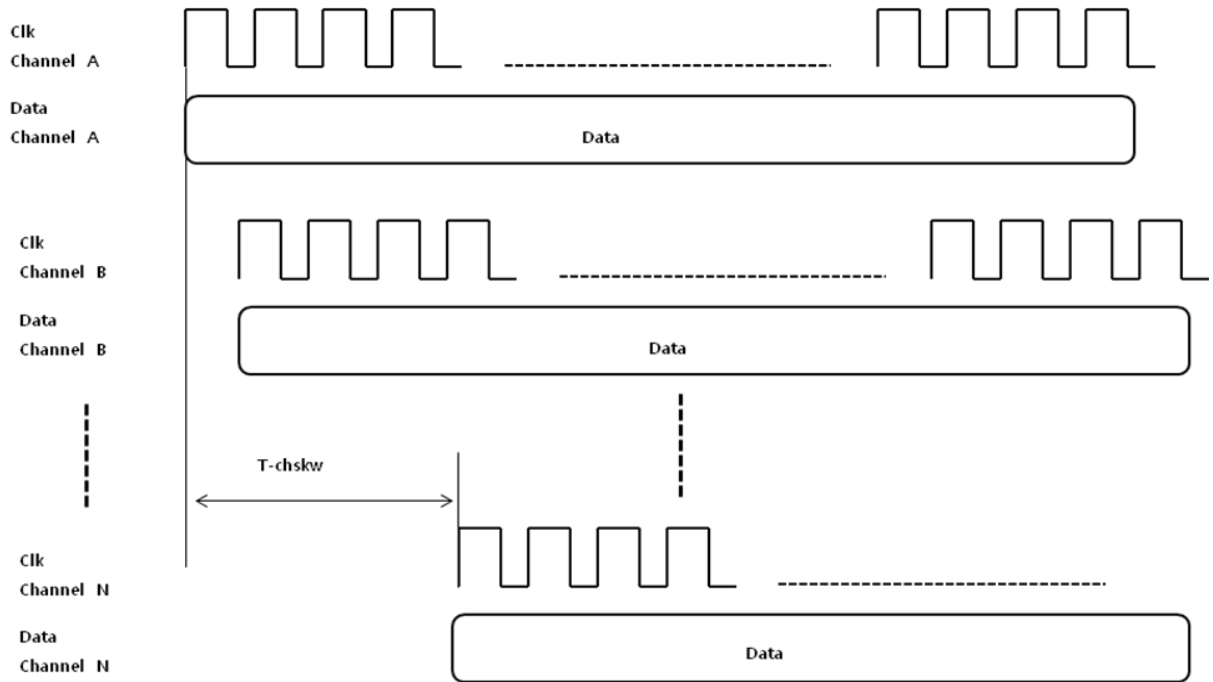 Clk
Channel A
Data
Channel A
Data
Clk
Channel B
Data
Channel B
Data
T-chskw
Clk
Channel N
Data
Channel N
Data